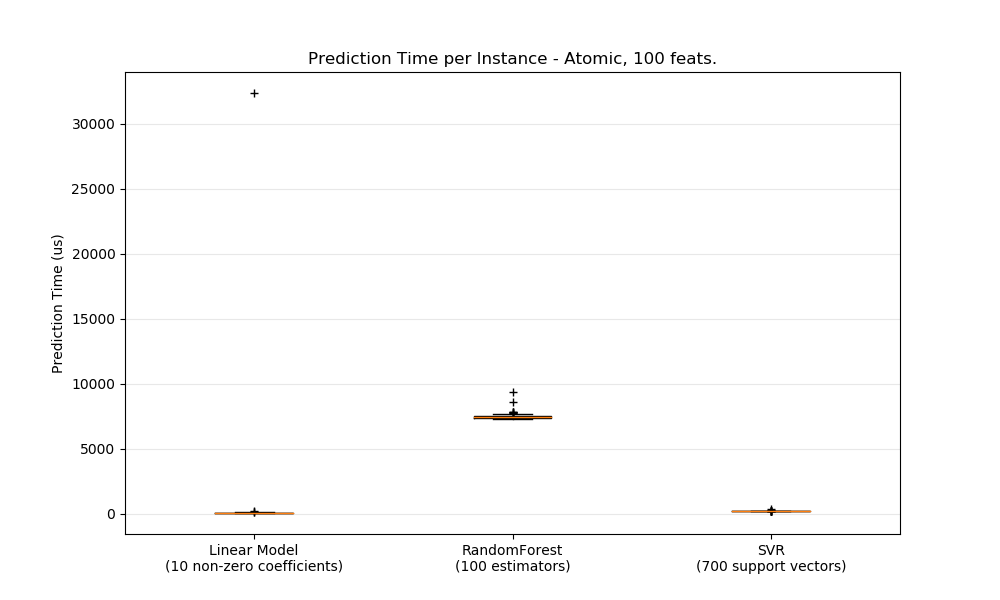 Prediction Time per Instance - Atomic, 100 feats.
30000
25000
20000
15000
10000
5000
0
Prediction Time (us)
Linear Model
(10 non-zero coefficients)
RandomForest
(100 estimators)
SVR
(700 support vectors)